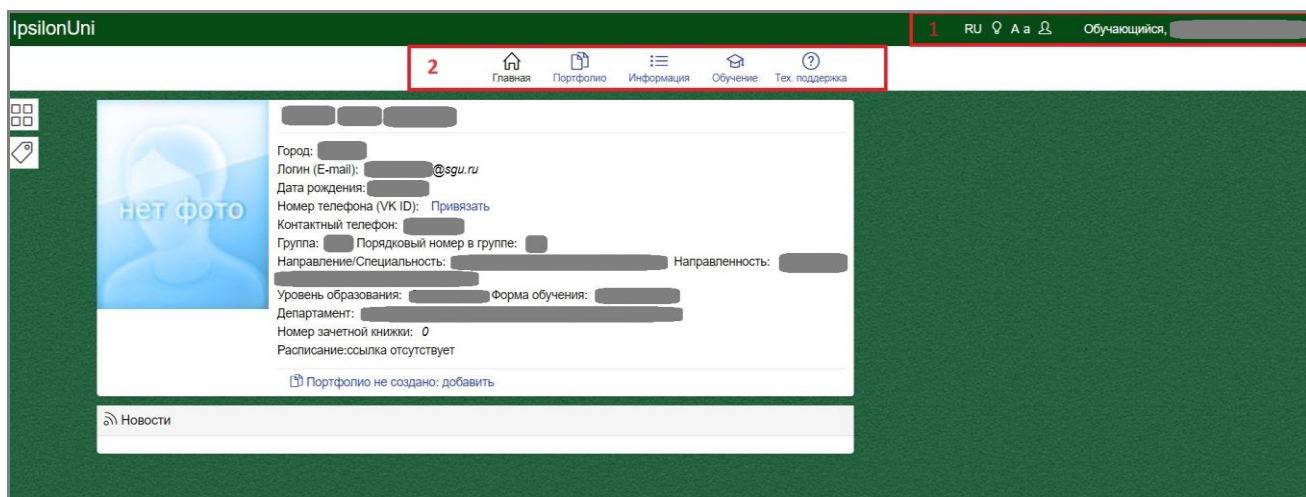 IpsilonUni
1 RU A a Обучающийся,
2
Главная Портфолио Информация Обучение Тех. поддержка
нет фото
Город:
Логин (E-mail): @sgu.ru
Дата рождения:
Номер телефона (VK ID): Привязать
Контактный телефон:
Группа: Порядковый номер в группе:
Направление/Специальность: Направленность:
Уровень образования: Форма обучения:
Департамент:
Номер зачетной книжки: 0
Расписание:ссылка отсутствует
Портфолио не создано: добавить
Новости